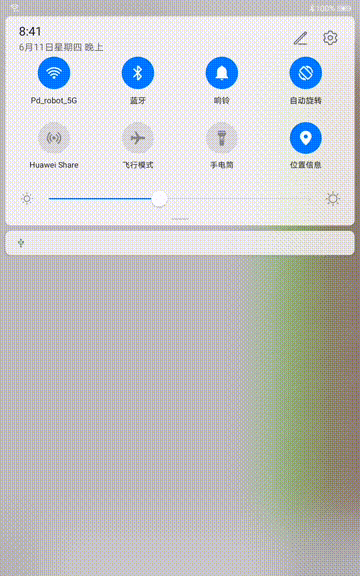 100%
8:41
6月11日星期四 晚上
Pd_robot_5G
蓝牙
响铃
自动旋转
Huawei Share
飞行模式
手电筒
位置信息